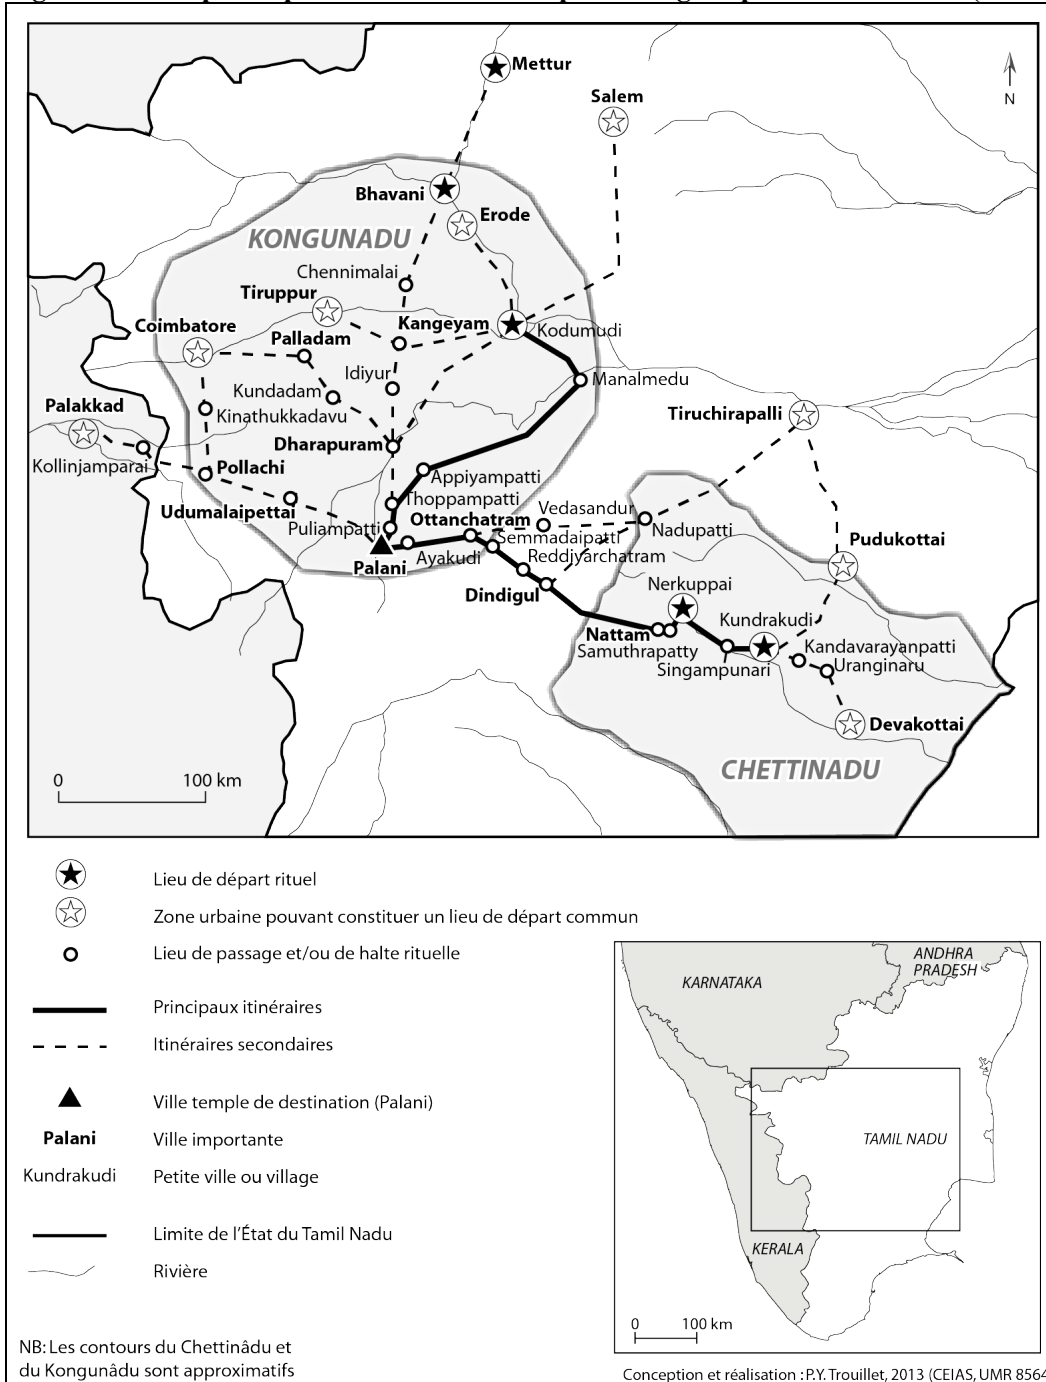 Mettur
Salem
N
Bhavani
Erode
KONGUNADU
Chennimalai
Tiruppur
Coimbatore
Kangeyam
Kodumudi
Palladam
Idiyur
Manalmedu
Kundadam
Palakkad
Kinathukkadavu
Tiruchirapalli
Dharapuram
Kollinjamparai
Pollachi
Appiyampatti
Thoppampatti
Udumalaipettai
Vedasandur
Ottanchatram
Puliampatti
Semmadaipatti
Nadupatti
Pudukottai
Ayakudi
Reddiyarchatram
Palani
Dindigul
Nerkuppai
Kundrakudi
Nattam
Kandavarayanpatti
Samuthrapatty
Uranginaru
Singampunari
Devakottai
CHETTINADU
0 100 km
Lieu de départ rituel
Zone urbaine pouvant constituer un lieu de départ commun
Lieu de passage et/ou de halte rituelle
Principaux itinéraires
Itinéraires secondaires
Ville temple de destination (Palani)
Palani Ville importante
Kundrakudi Petite ville ou village
Limite de l'État du Tamil Nadu
Rivière
NB: Les contours du Chettinâdu et
du Kongunâdu sont approximatifs
KARNATAKA
ANDHRA
PRADESH
TAMIL NADU
KERALA
0 100 km
Conception et réalisation : P.Y. Trouillet, 2013 (CEIAS, UMR 8564